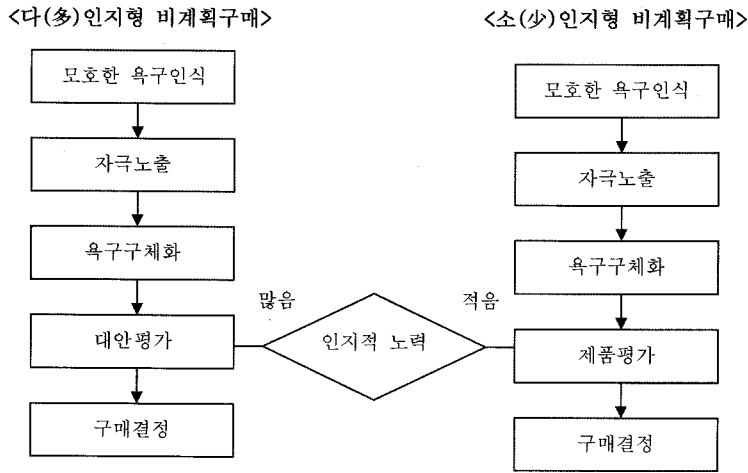 <다(多)인지형 비계획구매>
모호한 욕구인식
자극노출
욕구구체화
대안평가
구매결정
많음
인지적 노력
적음
<소(少)인지형 비계획구매>
모호한 욕구인식
자극노출
욕구구체화
제품평가
구매결정